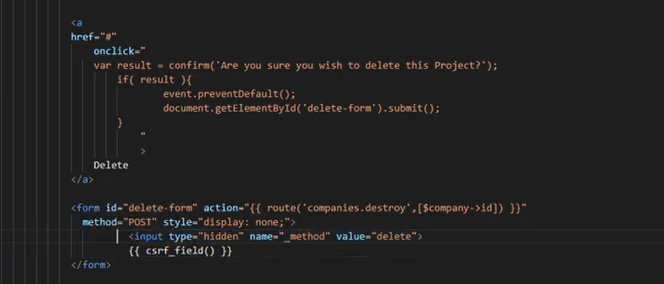 <a
href="#"
onclick="
var result = confirm('Are you sure you wish to delete this Project?');
if( result ){
event.preventDefault();
document.getElementById('delete-form').submit();
}
"
>
Delete
</a>
<form id="delete-form" action="{{ route('companies.destroy',[$company->id]) }}"
method="POST" style="display: none;">
<input type="hidden" name="_method" value="delete">
{{ csrf_field() }}
</form>